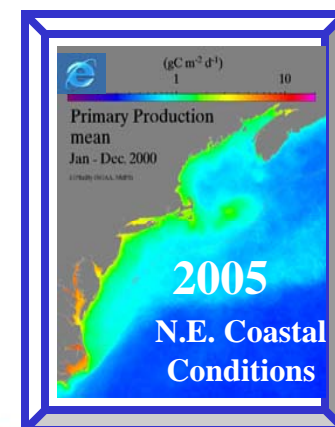 (gC m⁻² d⁻¹)
1 10
Primary Production
mean
Jan - Dec. 2000
2005
N.E. Coastal
Conditions